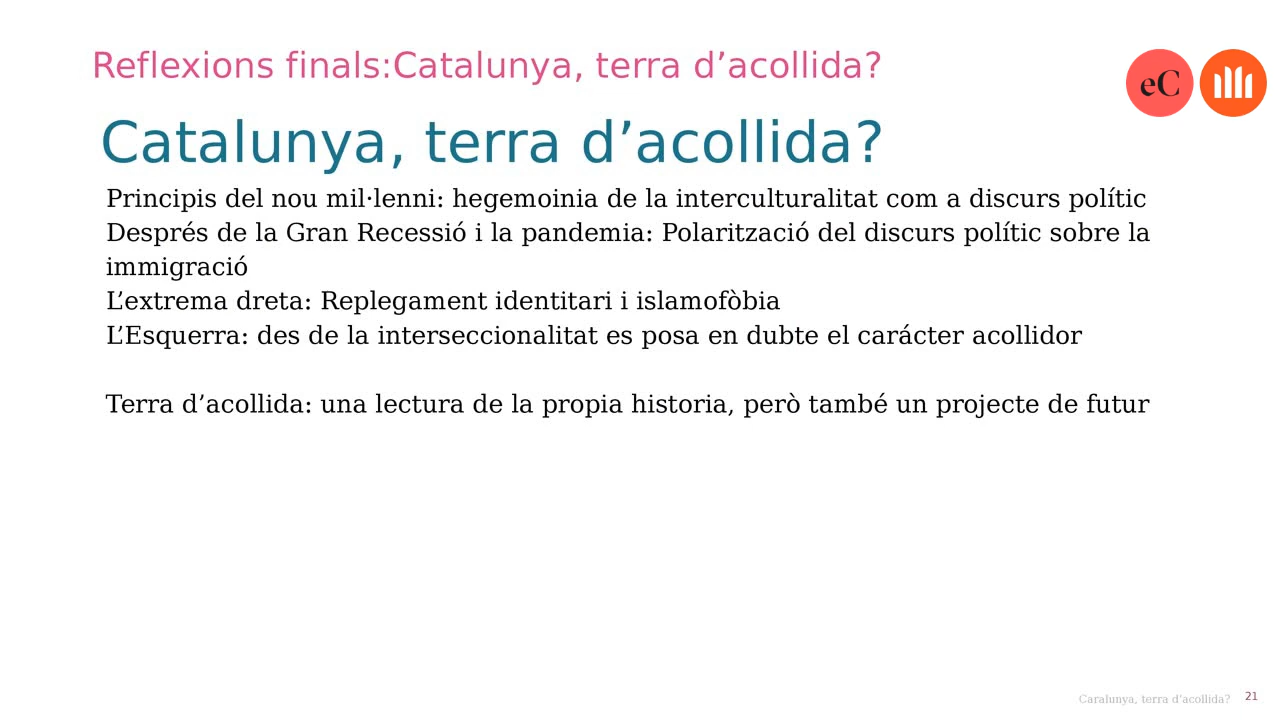 Reflexions finals:Catalunya, terra d’acollida?
eC
Catalunya, terra d’acollida?
Principis del nou mil·lenni: hegemoinia de la interculturalitat com a discurs polític
Després de la Gran Recessió i la pandemia: Polarització del discurs polític sobre la
immigració
L’extrema dreta: Replegament identitari i islamofòbia
L’Esquerra: des de la interseccionalitat es posa en dubte el carácter acollidor
Terra d’acollida: una lectura de la propia historia, però també un projecte de futur
Caralunya, terra d’acollida? 21